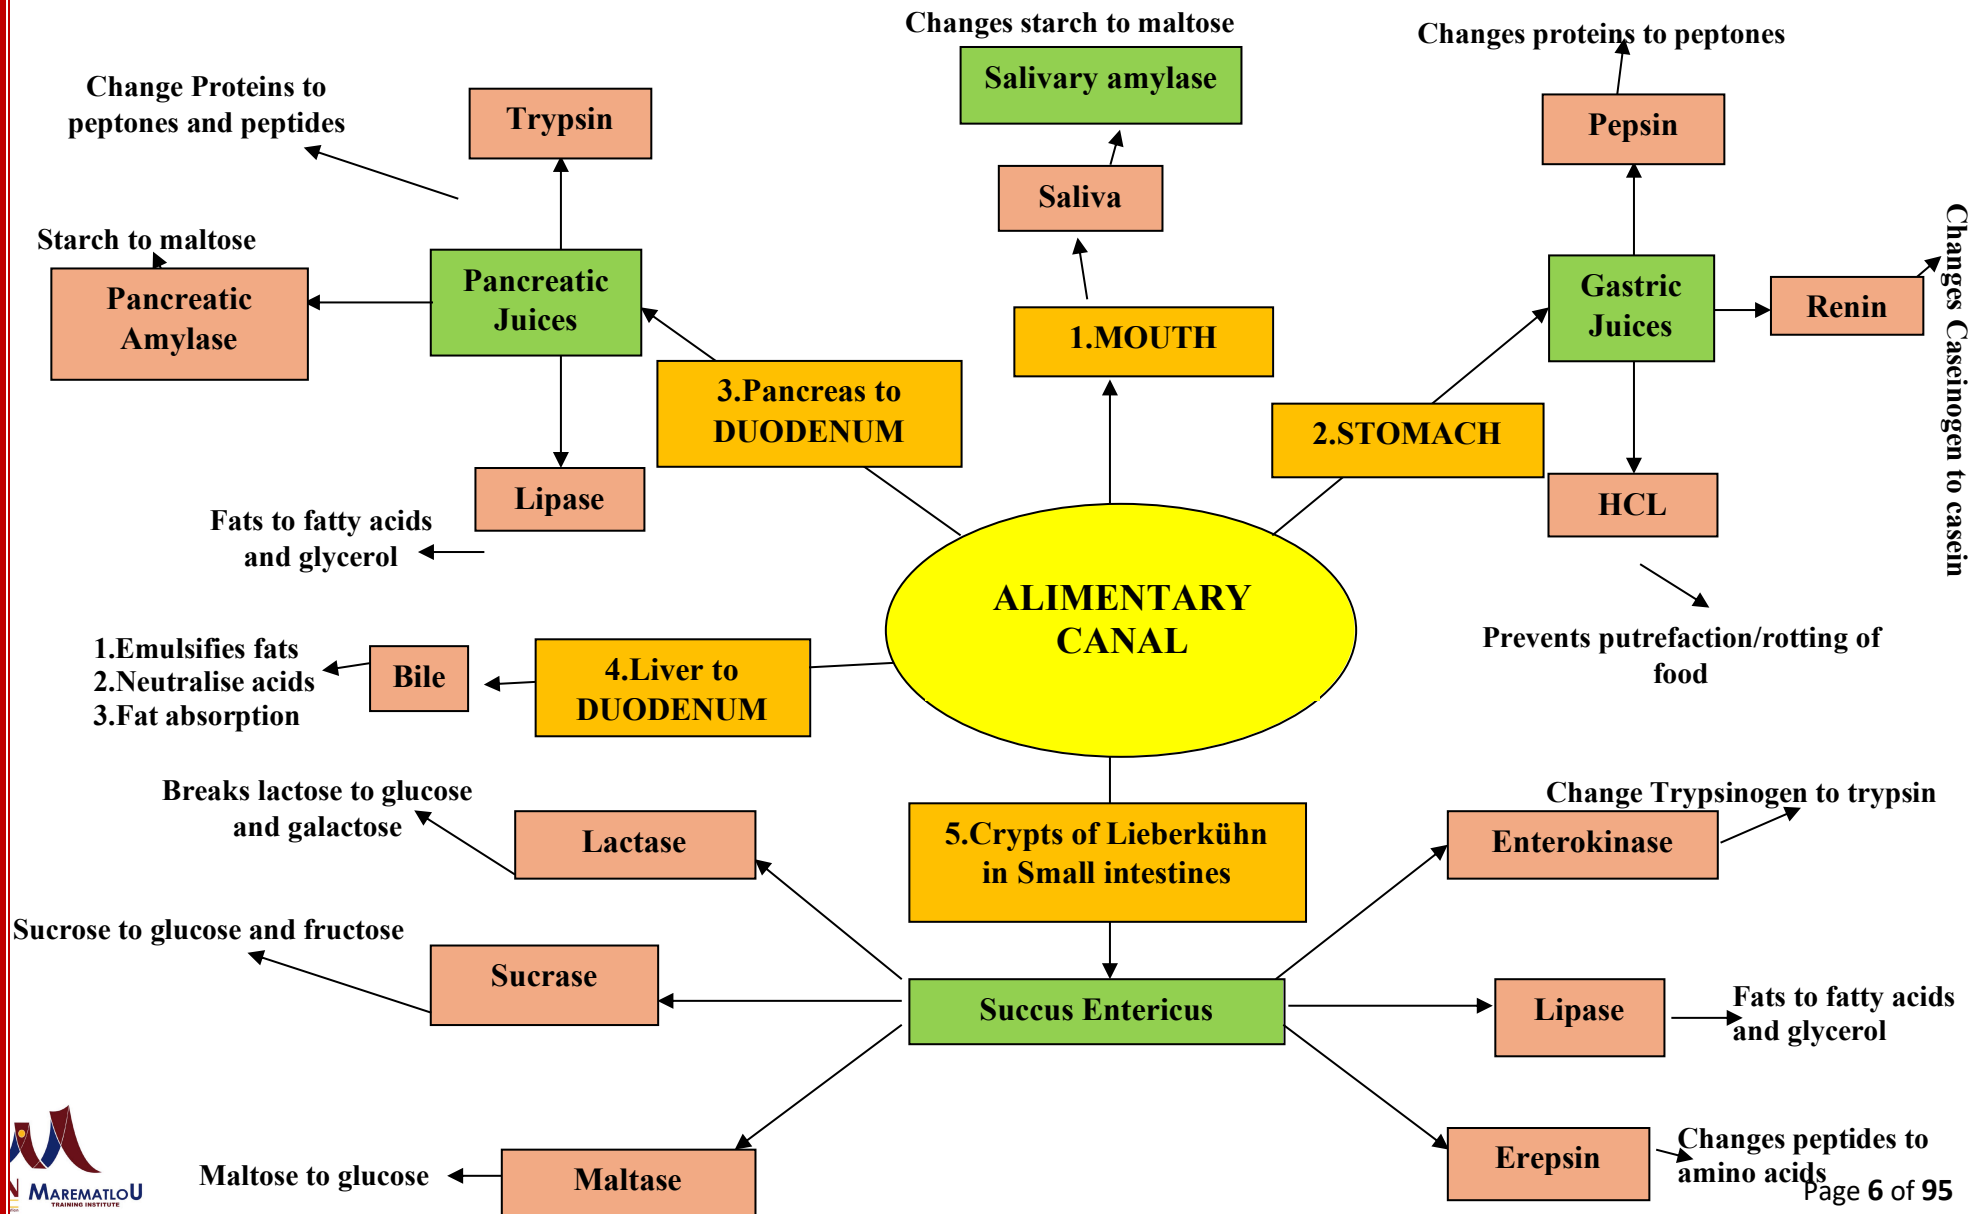 Changes starch to maltose
Salivary amylase
Saliva
1.MOUTH
Changes proteins to peptones
Pepsin
Gastric
Juices
Renin
Changes Caseinogen to casein
2.STOMACH
HCL
Prevents putrefaction/rotting of
food
Change Proteins to
peptones and peptides
Trypsin
Starch to maltose
Pancreatic
Amylase
Pancreatic
Juices
3.Pancreas to
DUODENUM
Lipase
Fats to fatty acids
and glycerol
ALIMENTARY
CANAL
1.Emulsifies fats
2.Neutralise acids
3.Fat absorption
Bile
4.Liver to
DUODENUM
Breaks lactose to glucose
and galactose
Lactase
5.Crypts of Lieberkühn
in Small intestines
Change Trypsinogen to trypsin
Enterokinase
Sucrose to glucose and fructose
Sucrase
Succus Entericus
Lipase
Fats to fatty acids
and glycerol
Maltose to glucose
Maltase
Erepsin
Changes peptides to
amino acids
MAREMATLOU
TRAINING INSTITUTE
Page 6 of 95